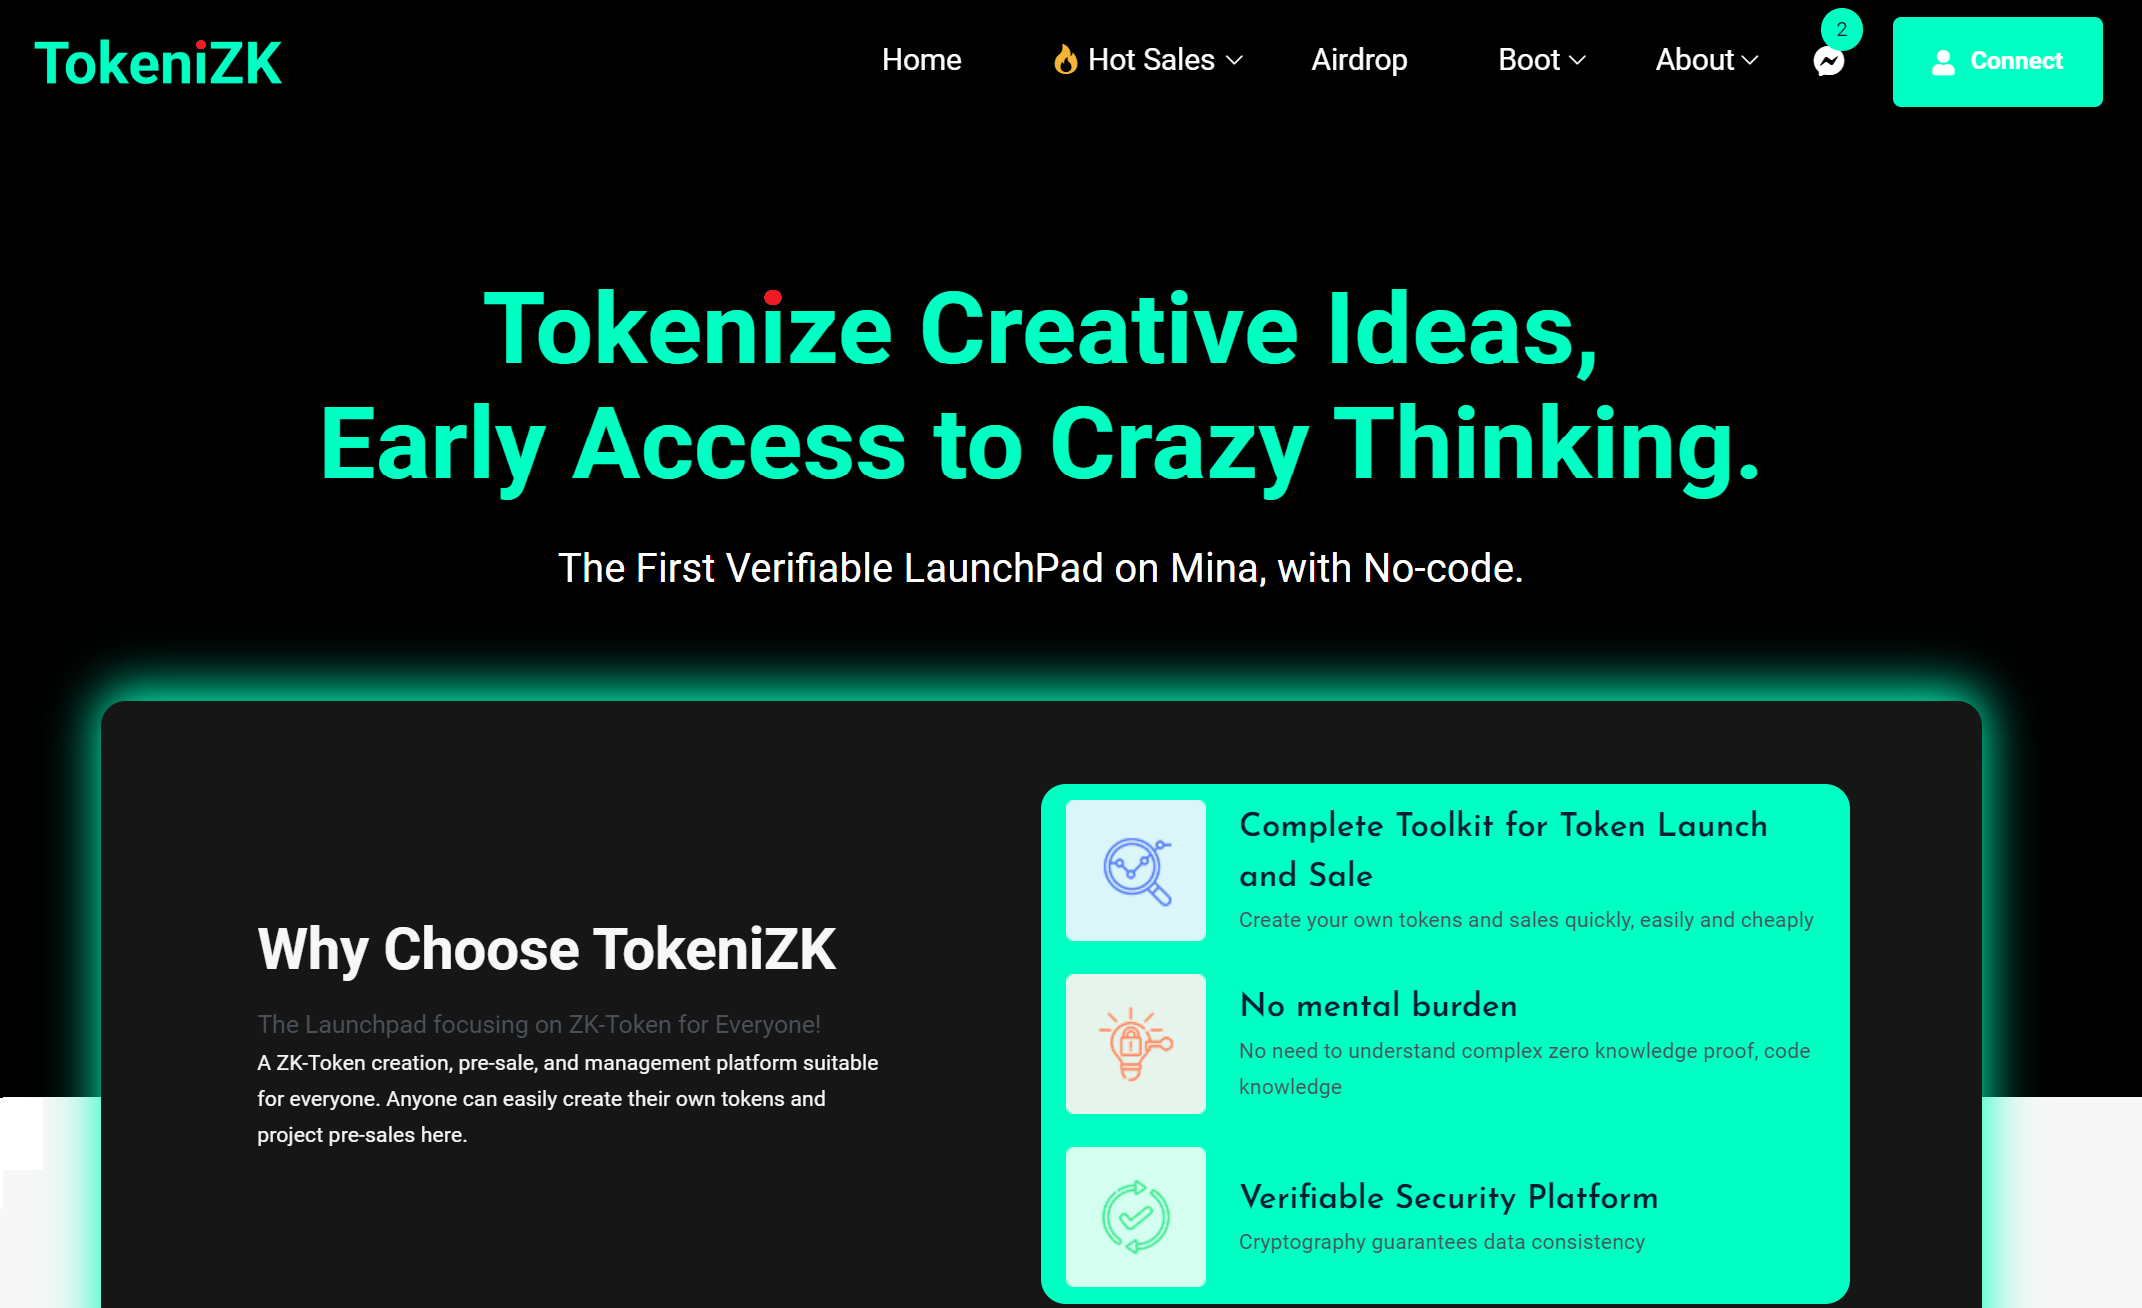 TokeniZK
Home
Hot Sales
Airdrop
Boot
About
2
Connect
Tokenize Creative Ideas,
Early Access to Crazy Thinking.
The First Verifiable LaunchPad on Mina, with No-code.
Why Choose TokeniZK
The Launchpad focusing on ZK-Token for Everyone!
A ZK-Token creation, pre-sale, and management platform suitable
for everyone. Anyone can easily create their own tokens and
project pre-sales here.
Complete Toolkit for Token Launch
and Sale
Create your own tokens and sales quickly, easily and cheaply
No mental burden
No need to understand complex zero knowledge proof, code
knowledge
Verifiable Security Platform
Cryptography guarantees data consistency